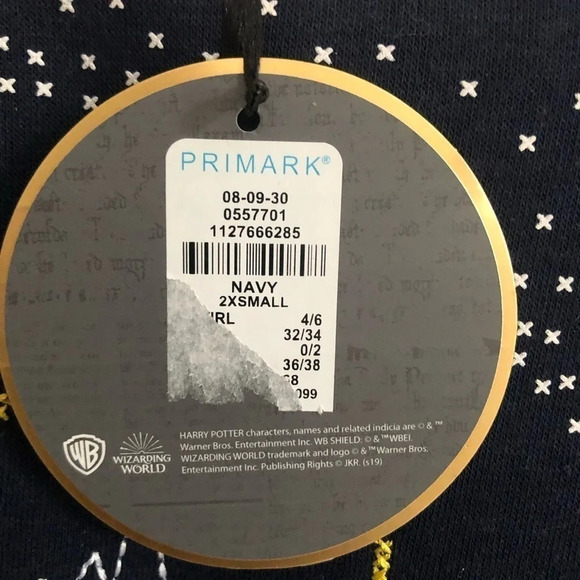 PRIMARK®
08-09-30
0557701
1127666285
NAVY
2XSMALL
4/6
32/34
0/2
36/38
HARRY POTTER characters, names and related indicia are © & ™
Warner Bros. Entertainment Inc. WB SHIELD: © & ™WBEI.
WIZARDING WORLD trademark and logo © & ™Warner Bros.
Entertainment Inc. Publishing Rights © JKR. (s19)
WB
WIZARDING
WORLD